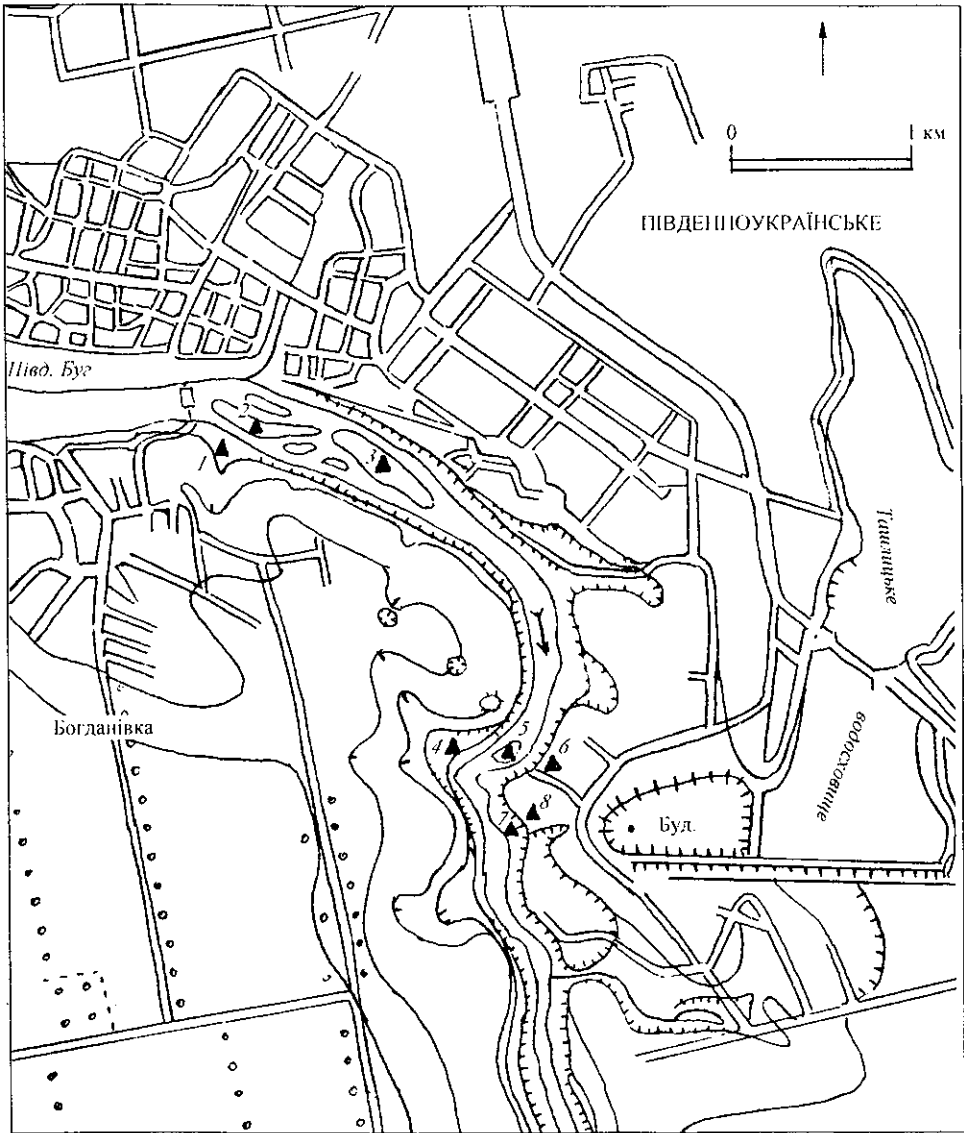 0 1 км
ПІВДЕННОУКРАЇНСЬКЕ
Півд. Буг
2
1
3
Ташлицьке
водосховище
Богданівка
4
5
6
7
8
Буд.